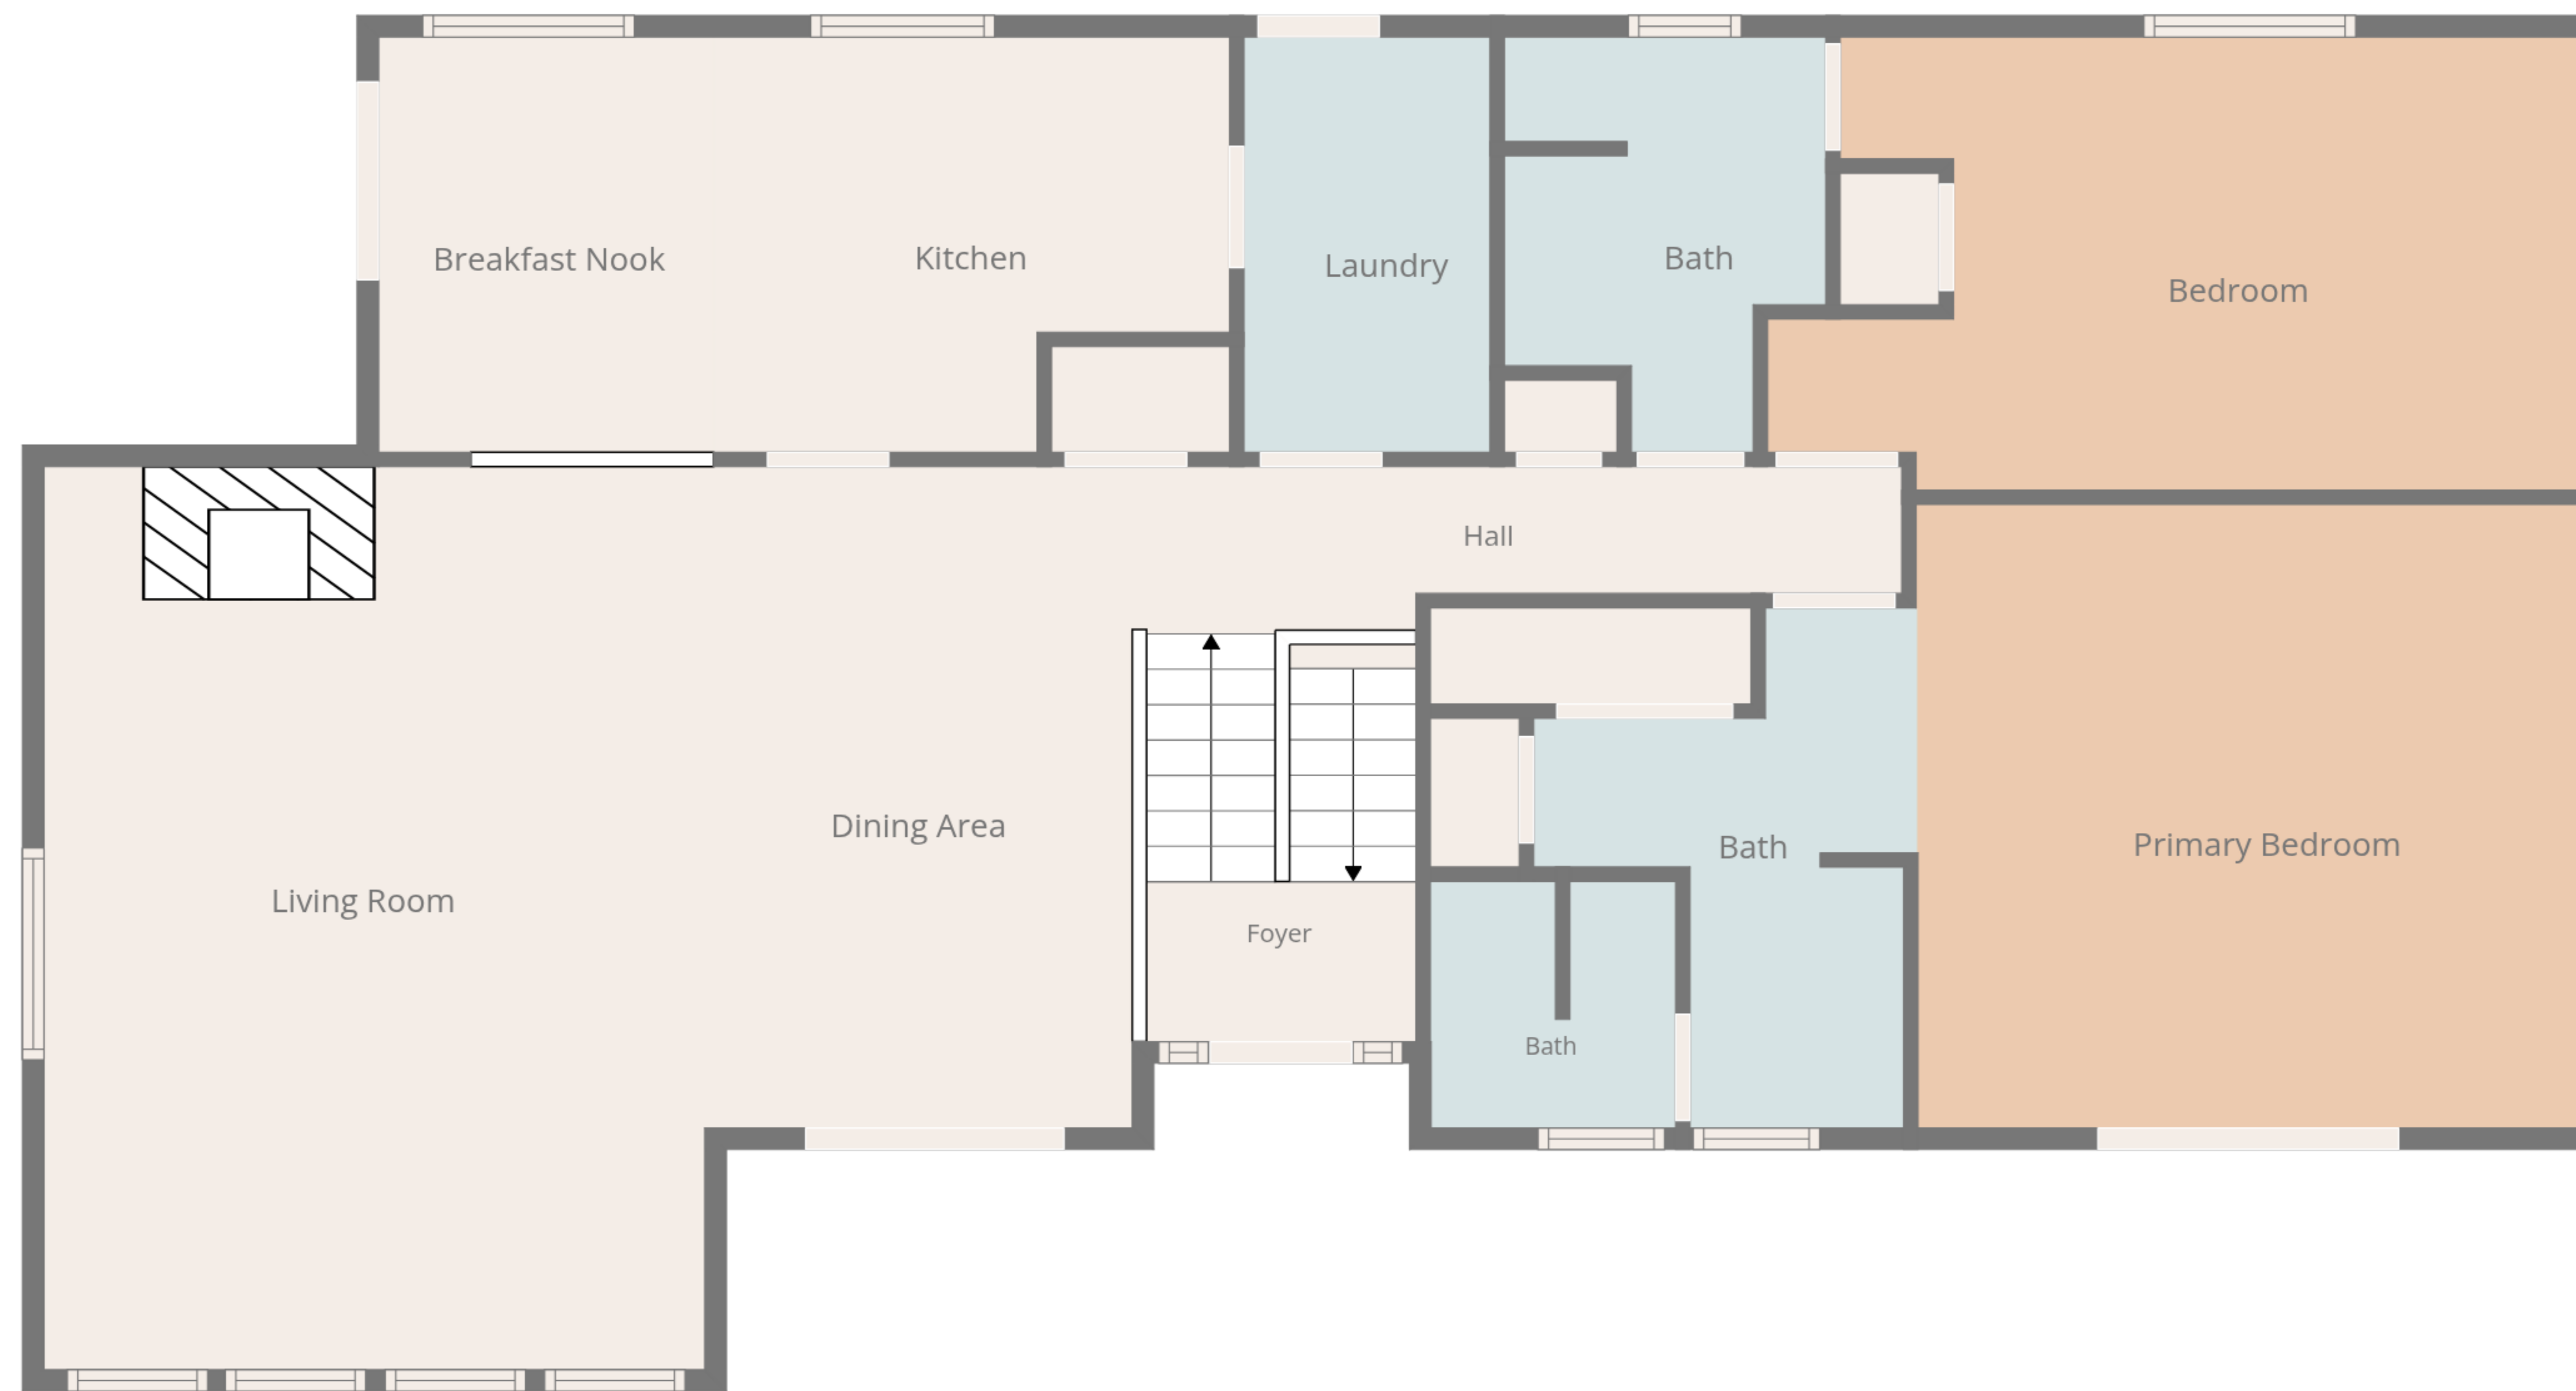 Breakfast Nook
Kitchen
Laundry
Bath
Bedroom
Hall
Dining Area
Bath
Primary Bedroom
Living Room
Foyer
Bath